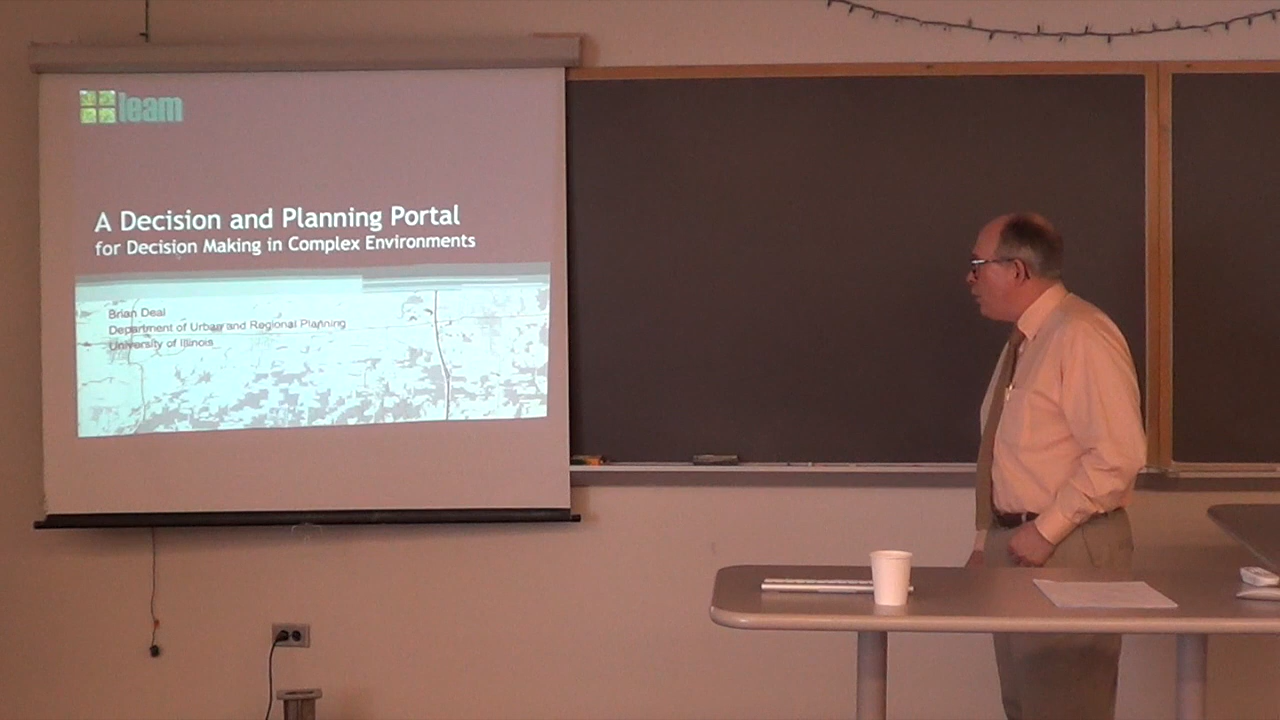 leam
A Decision and Planning Portal
for Decision Making in Complex Environments
Brian Deal
Department of Urban and Regional Planning
University of Illinois